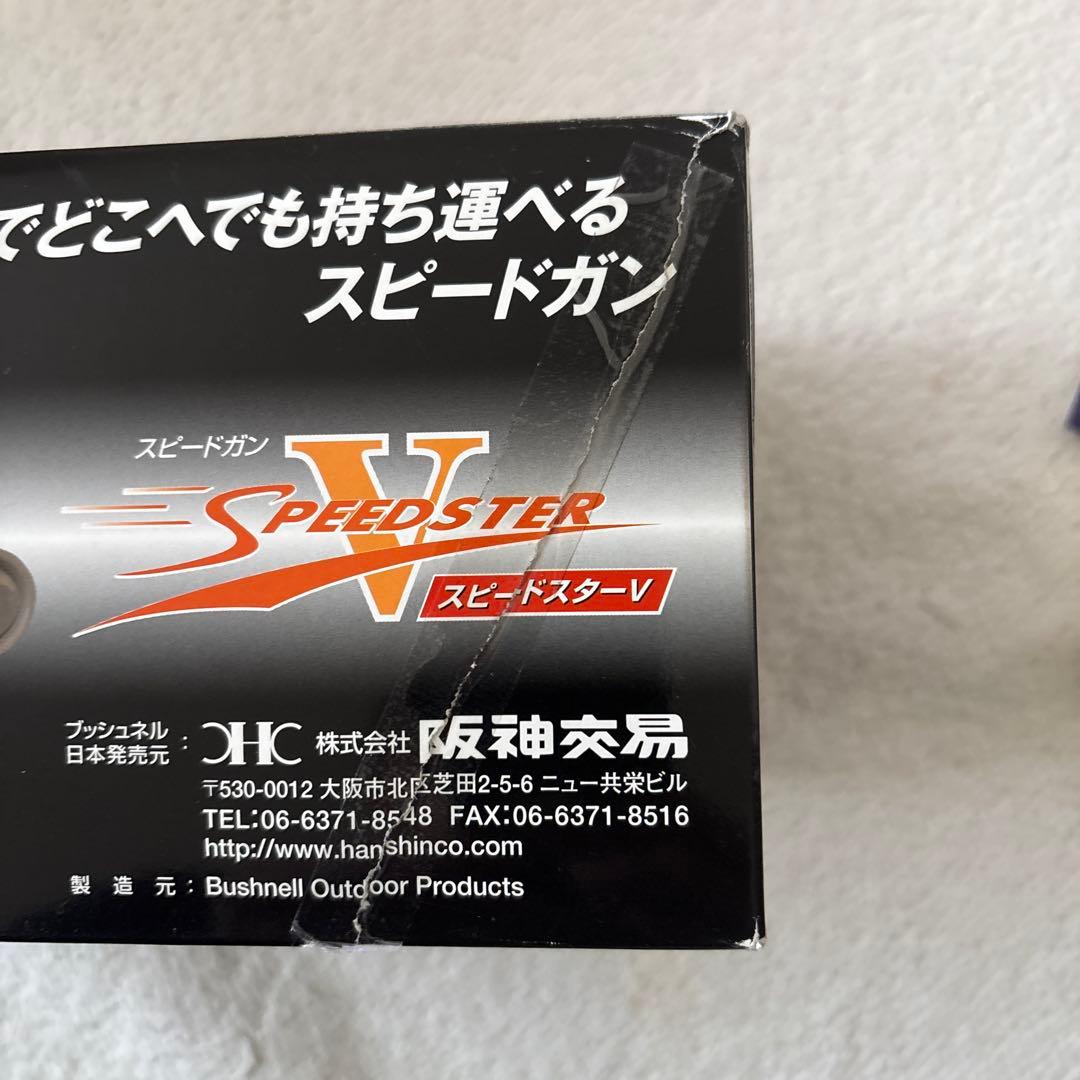 でどこへでも持ち運べる
スピードガン
スピードガン
V
SPEEDSTER
スピードスターV
ブッシュネル
日本発売元 : HC 株式会社 阪神交易
〒530-0012 大阪市北区芝田2-5-6 ニュー共栄ビル
TEL:06-6371-8548 FAX:06-6371-8516
http://www.hanshinco.com
製造元 : Bushnell Outdoor Products